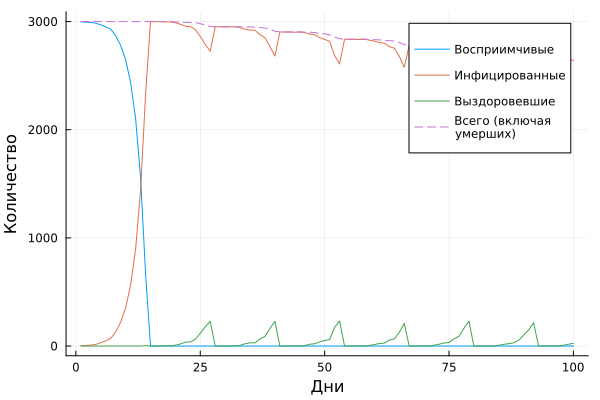 3000
2000
1000
0
Количество
0
25
50
75
100
Дни
Восприимчивые
Инфицированные
Выздоровевшие
Всего (включая
умерших)